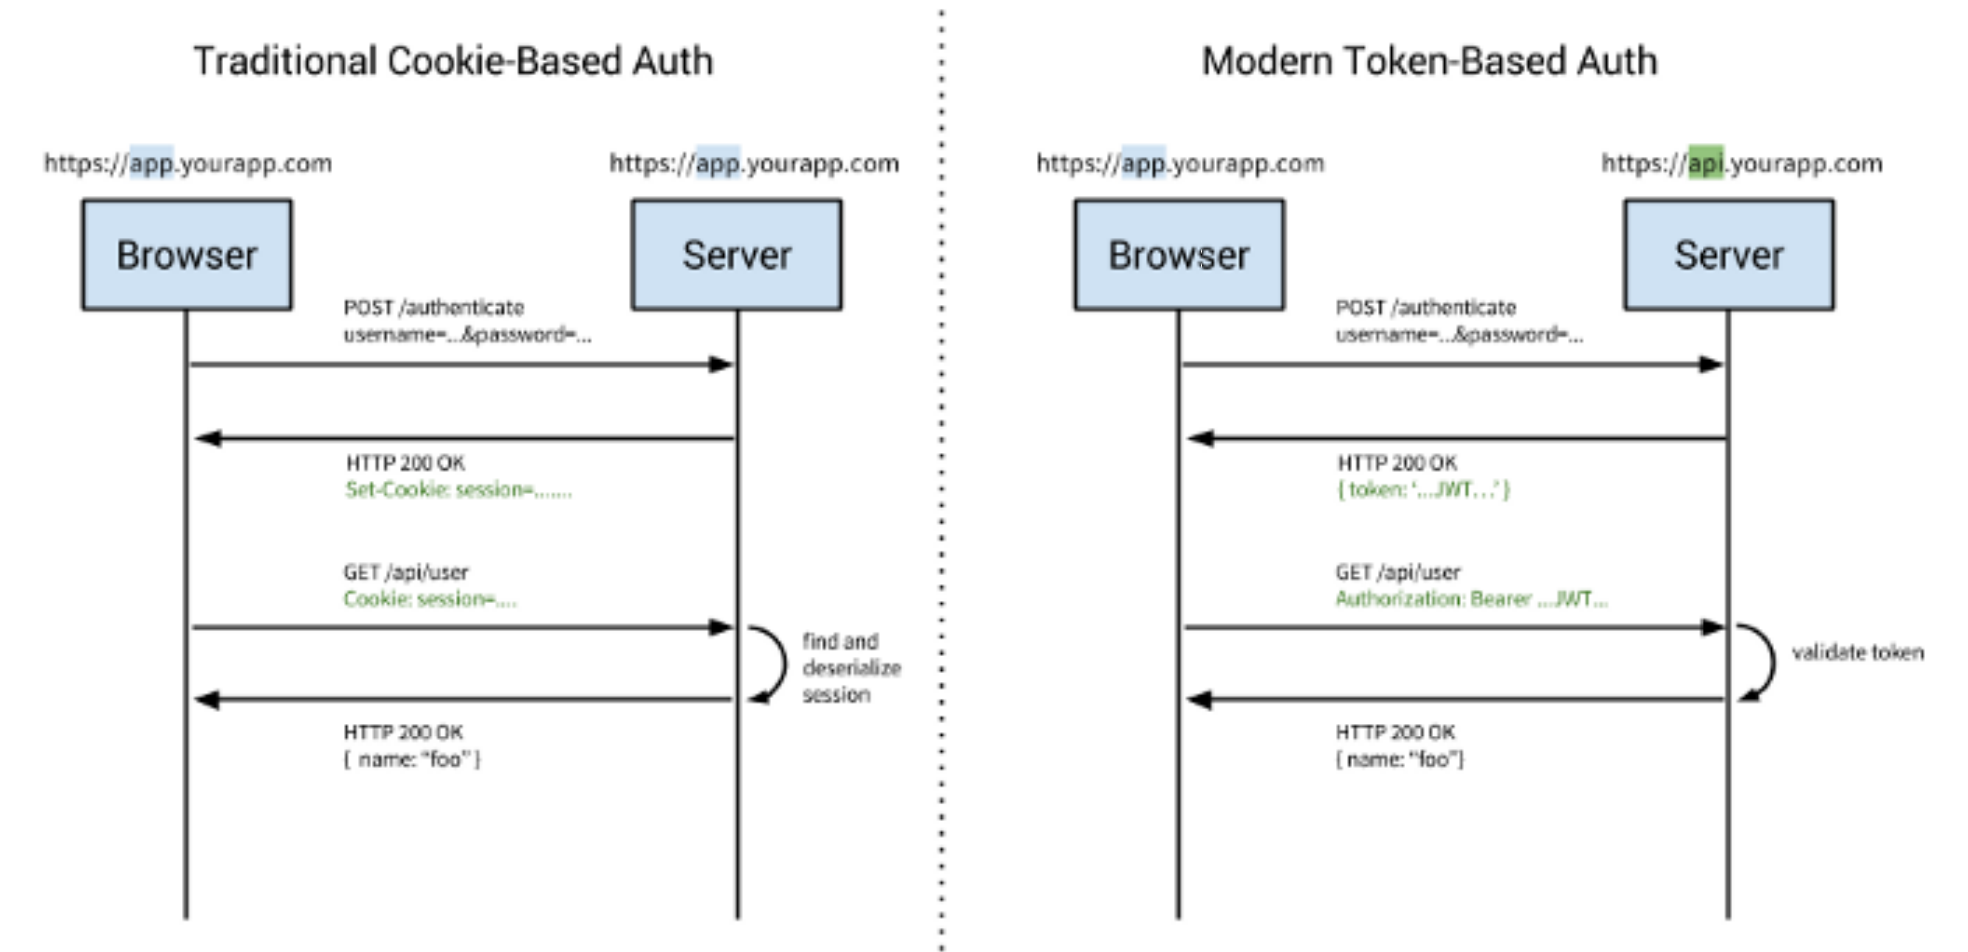 Traditional Cookie-Based Auth
https://app.yourapp.com
https://app.yourapp.com
Browser
Server
POST /authenticate
username=...&password=...
HTTP 200 OK
Set-Cookie: session=.......
GET /api/user
Cookie: session=....
find and
deserialize
session
HTTP 200 OK
{ name: "foo" }
Modern Token-Based Auth
https://app.yourapp.com
https://api.yourapp.com
Browser
Server
POST /authenticate
username=...&password=...
HTTP 200 OK
{ token: '...JWT...' }
GET /api/user
Authorization: Bearer ...JWT...
validate token
HTTP 200 OK
{ name: "foo"}